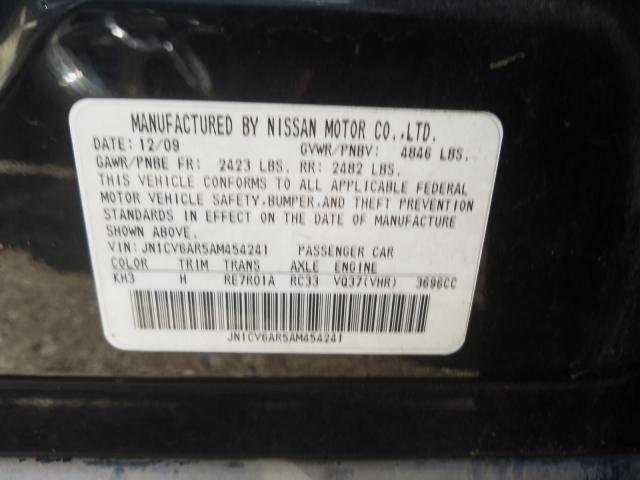 MANUFACTURED BY NISSAN MOTOR CO.,LTD.
DATE: 12/09 GVWR/PNBV: 4846 LBS.
GAWR/PNBE FR: 2423 LBS. RR: 2482 LBS.
THIS VEHICLE CONFORMS TO ALL APPLICABLE FEDERAL
MOTOR VEHICLE SAFETY,BUMPER,AND THEFT PREVENTION
STANDARDS IN EFFECT ON THE DATE OF MANUFACTURE
SHOWN ABOVE.
VIN: JN1CV6AR5AM454241 PASSENGER CAR
COLOR TRIM TRANS AXLE ENGINE
KH3 H RE7R01A RC33 VQ37(VHR) 3696CC
JN1CV6AR5AM454241